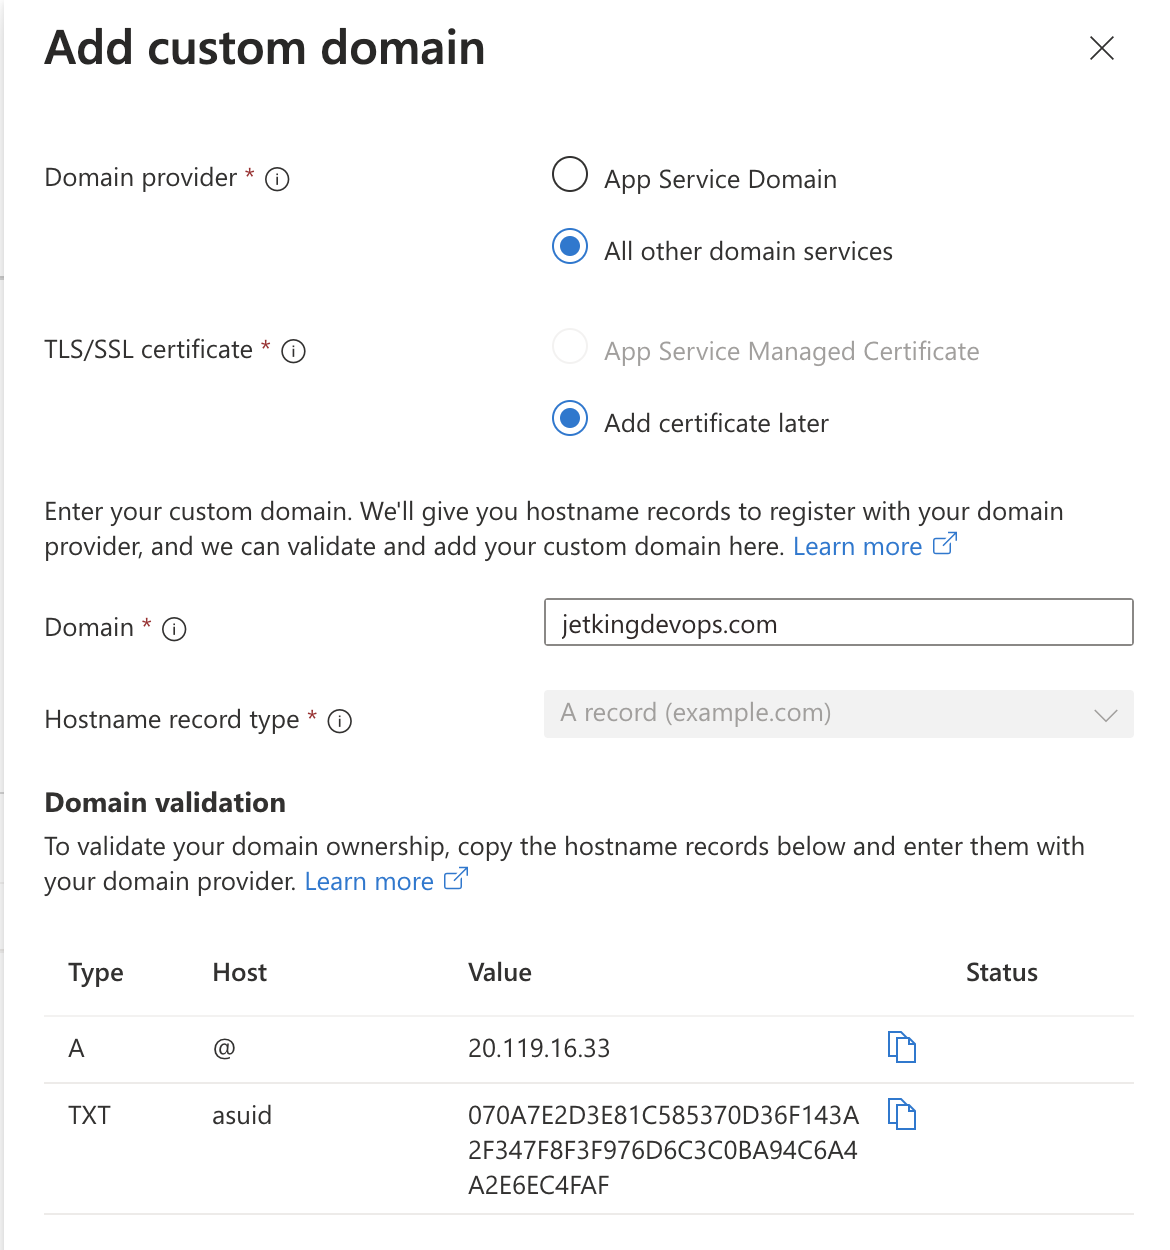 Add custom domain
Domain provider *
App Service Domain
All other domain services
TLS/SSL certificate *
App Service Managed Certificate
Add certificate later
Enter your custom domain. We'll give you hostname records to register with your domain
provider, and we can validate and add your custom domain here. Learn more
Domain *
jetkingdevops.com
Hostname record type *
A record (example.com)
Domain validation
To validate your domain ownership, copy the hostname records below and enter them with
your domain provider. Learn more
Type Host Value Status
A @ 20.119.16.33
TXT asuid 070A7E2D3E81C585370D36F143A
2F347F8F3F976D6C3C0BA94C6A4
A2E6EC4FAF